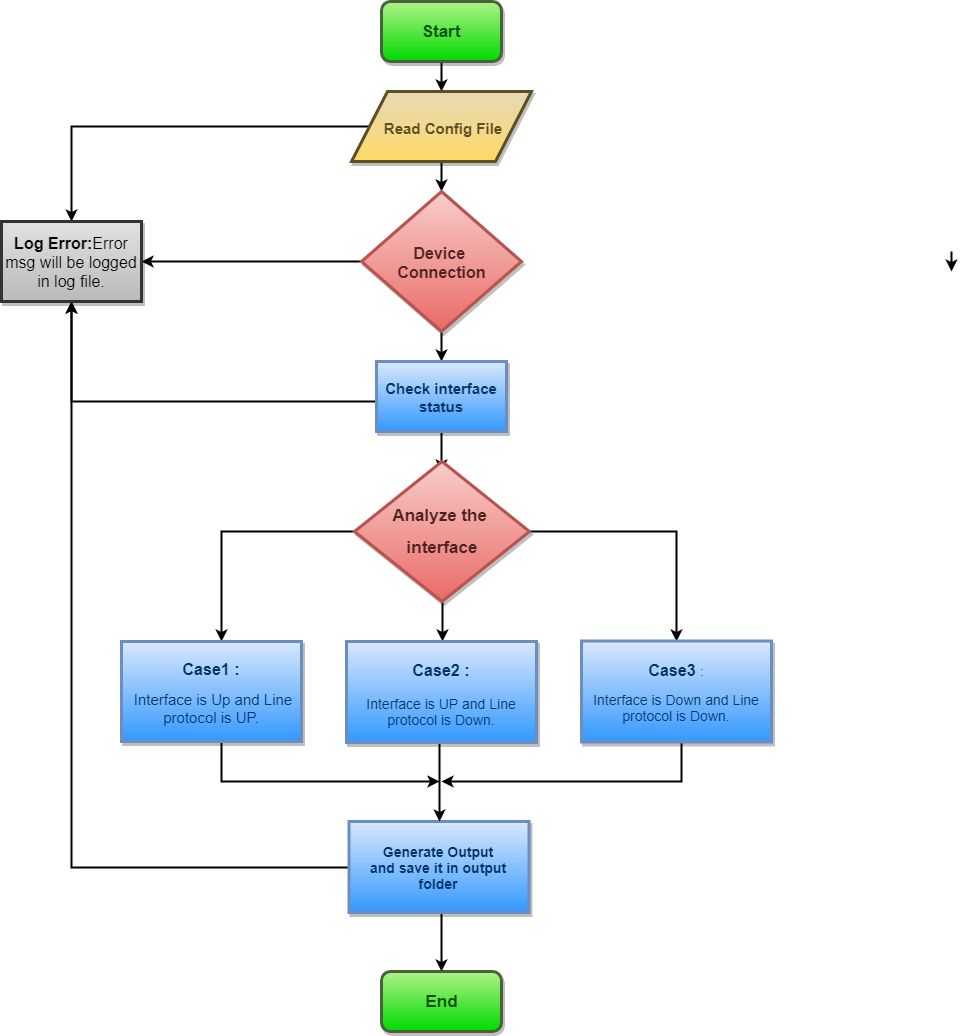 Start
Read Config File
Log Error:Error
msg will be logged
in log file.
Device
Connection
Check interface
status
Analyze the
interface
Case1 :
Interface is Up and Line
protocol is UP.
Case2 :
Interface is UP and Line
protocol is Down.
Case3 :
Interface is Down and Line
protocol is Down.
Generate Output
and save it in output
folder
End